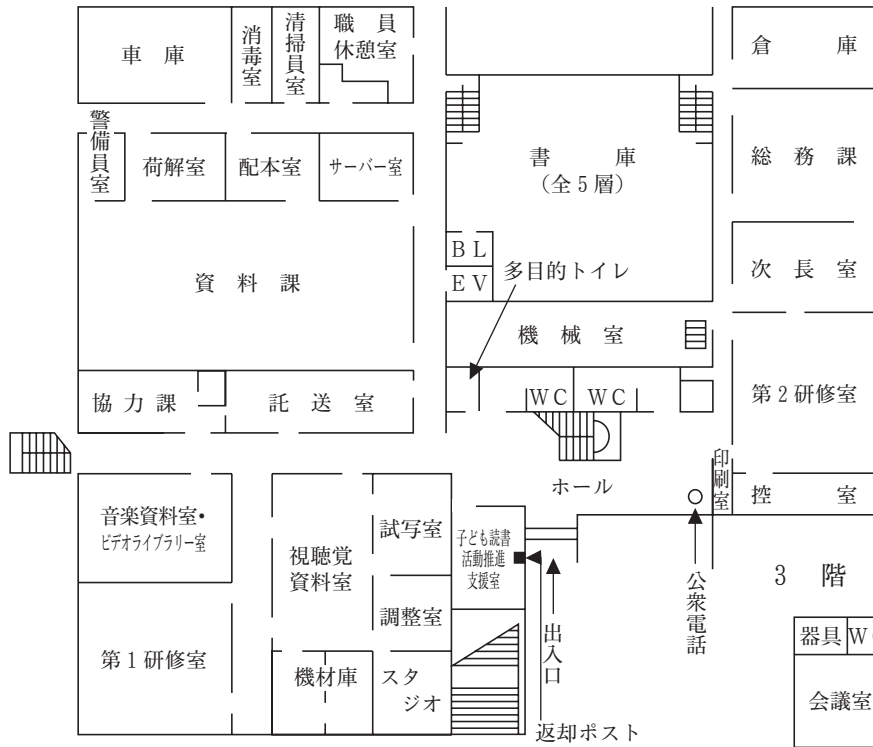 車庫
消毒室
清掃員室
職員
休憩室
倉庫
警備員室
荷解室
配本室
サーバー室
書庫
(全5層)
総務課
BL
EV
多目的トイレ
資料課
次長室
機械室
協力課
託送室
WC
WC
第2研修室
ホール
印刷室
控室
音楽資料室・
ビデオライブラリー室
視聴覚
資料室
試写室
子ども読書
活動推進
支援室
調整室
第1研修室
機材庫
スタ
ジオ
出入口
返却ポスト
公衆電話
3階
器具
会議室